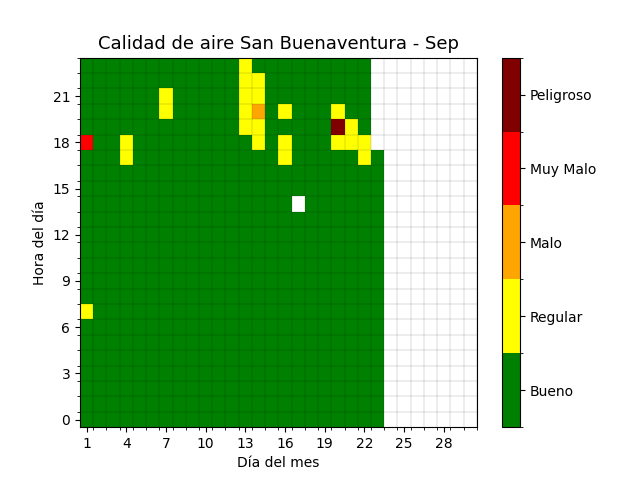 Calidad de aire San Buenaventura - Sep
Hora del día
21
18
15
12
9
6
3
0
1 4 7 10 13 16 19 22 25 28
Día del mes
Peligroso
Muy Malo
Malo
Regular
Bueno